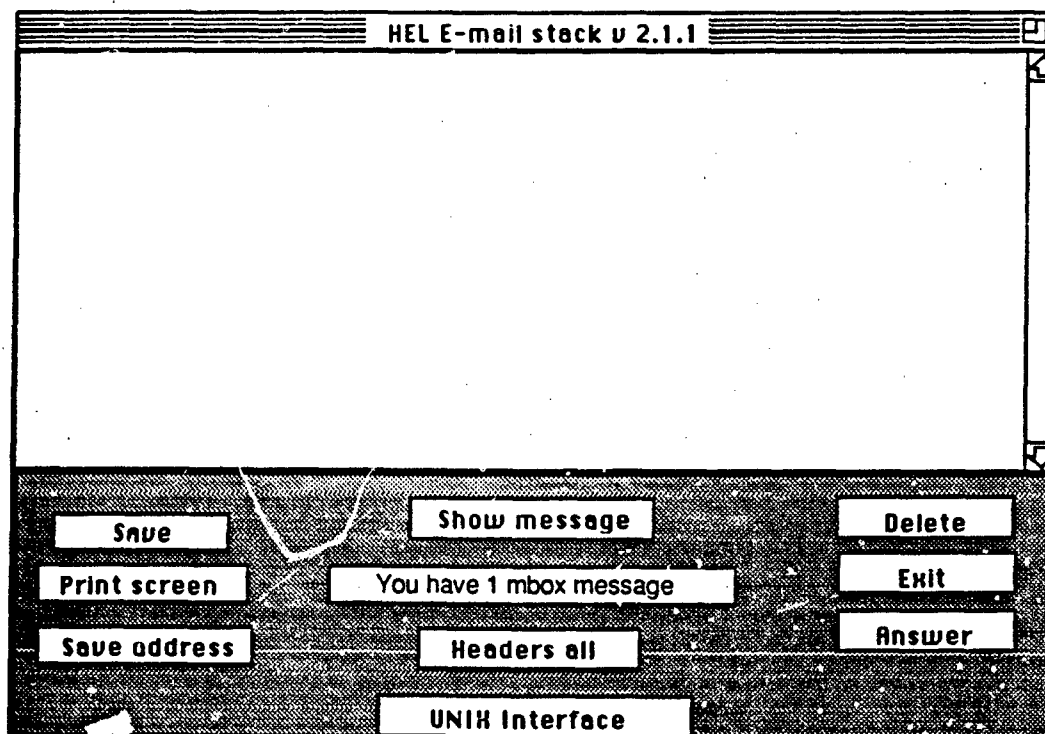 HEL E-mail stack v 2.1.1
Save
Show message
Delete
Print screen
You have 1 mbox message
Exit
Save address
Headers all
Answer
UNIX Interface